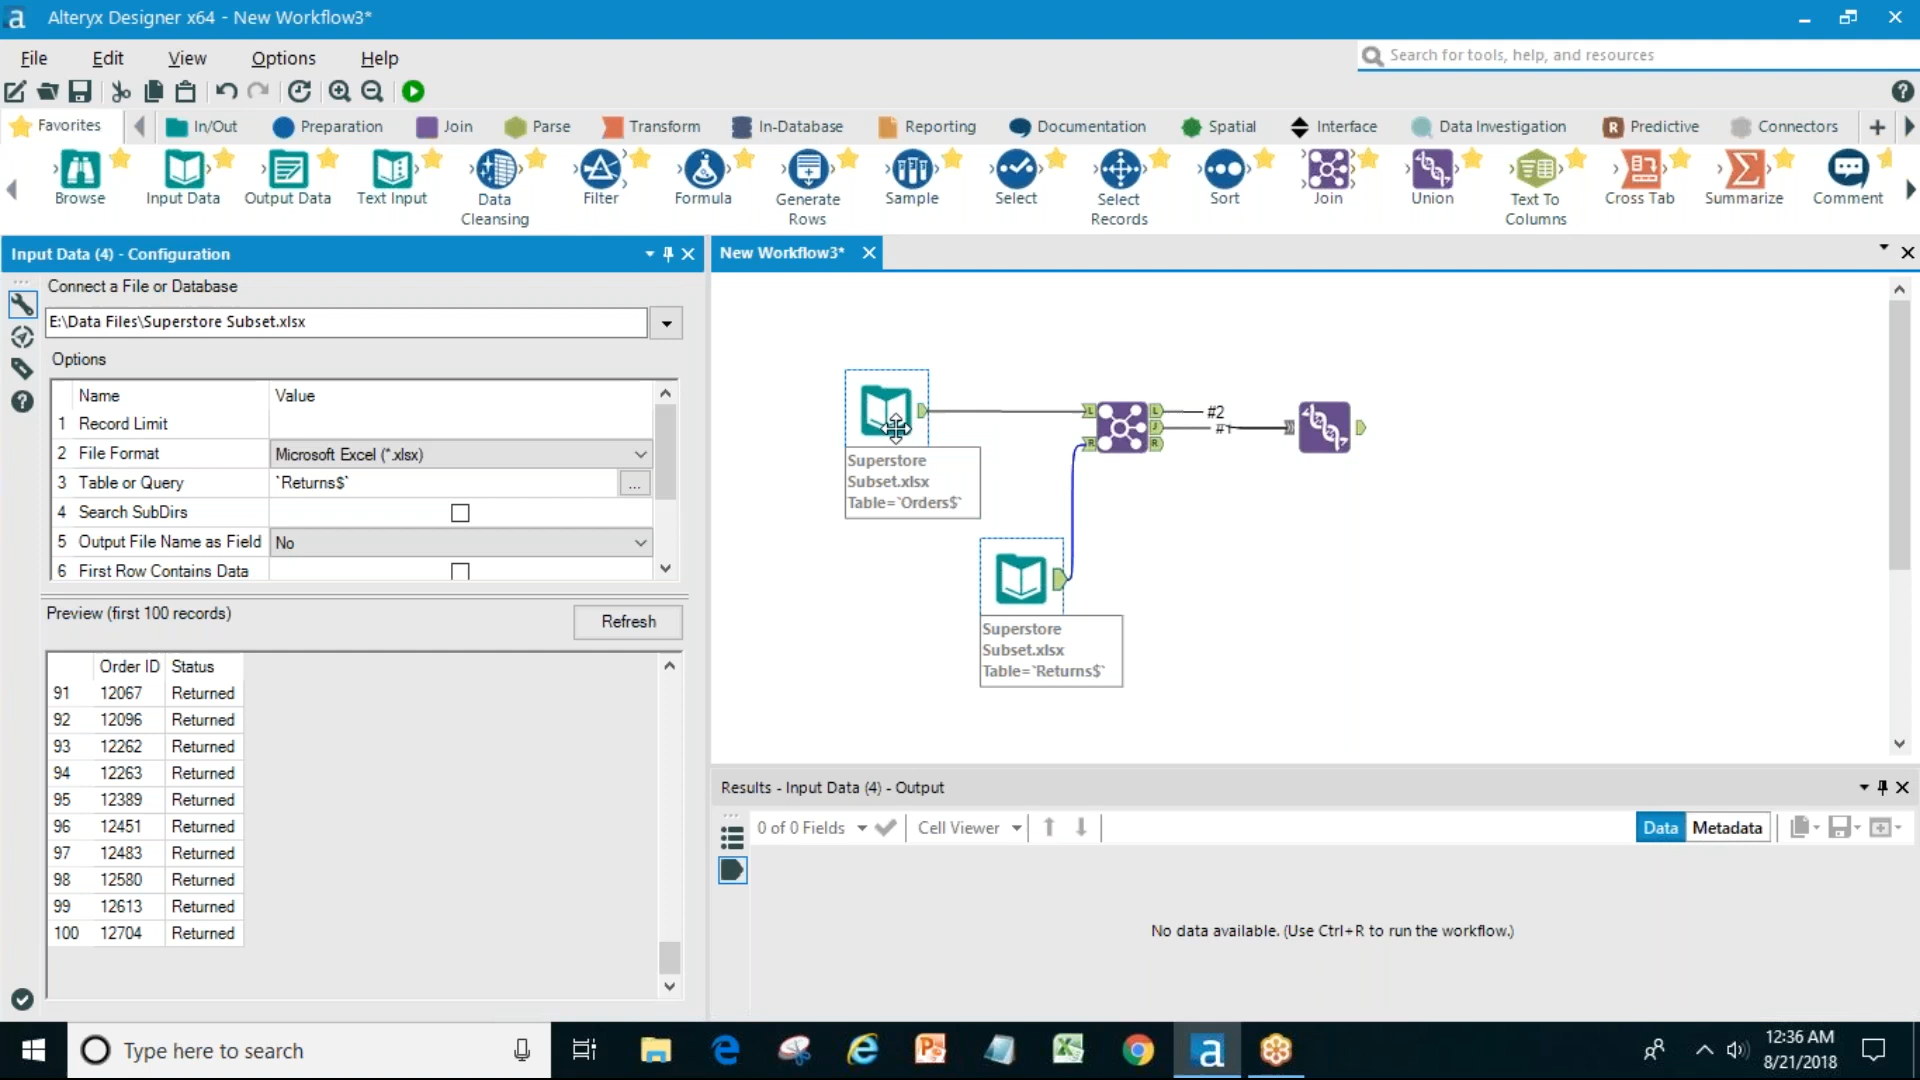 a Alteryx Designer x64 - New Workflow3*
File Edit View Options Help
Search for tools, help, and resources
Favorites In/Out Preparation Join Parse Transform In-Database Reporting Documentation Spatial Interface Data Investigation Predictive Connectors
Browse Input Data Output Data Text Input Data Cleansing Filter Formula Generate Rows Sample Select Select Records Sort Join Union Text To Columns Cross Tab Summarize Comment
Input Data (4) - Configuration
New Workflow3*
Connect a File or Database
E:\Data Files\Superstore Subset.xlsx
Options
Name Value
1 Record Limit
2 File Format Microsoft Excel (*.xlsx)
3 Table or Query `Returns$` ...
4 Search SubDirs
5 Output File Name as Field No
6 First Row Contains Data
Preview (first 100 records)
Refresh
Order ID Status
91 12067 Returned
92 12096 Returned
93 12262 Returned
94 12263 Returned
95 12389 Returned
96 12451 Returned
97 12483 Returned
98 12580 Returned
99 12613 Returned
100 12704 Returned
L R L J R
#2
#1
Superstore
Subset.xlsx
Table=`Orders$`
Superstore
Subset.xlsx
Table=`Returns$`
Results - Input Data (4) - Output
0 of 0 Fields Cell Viewer Data Metadata
No data available. (Use Ctrl+R to run the workflow.)
Type here to search
12:36 AM
8/21/2018